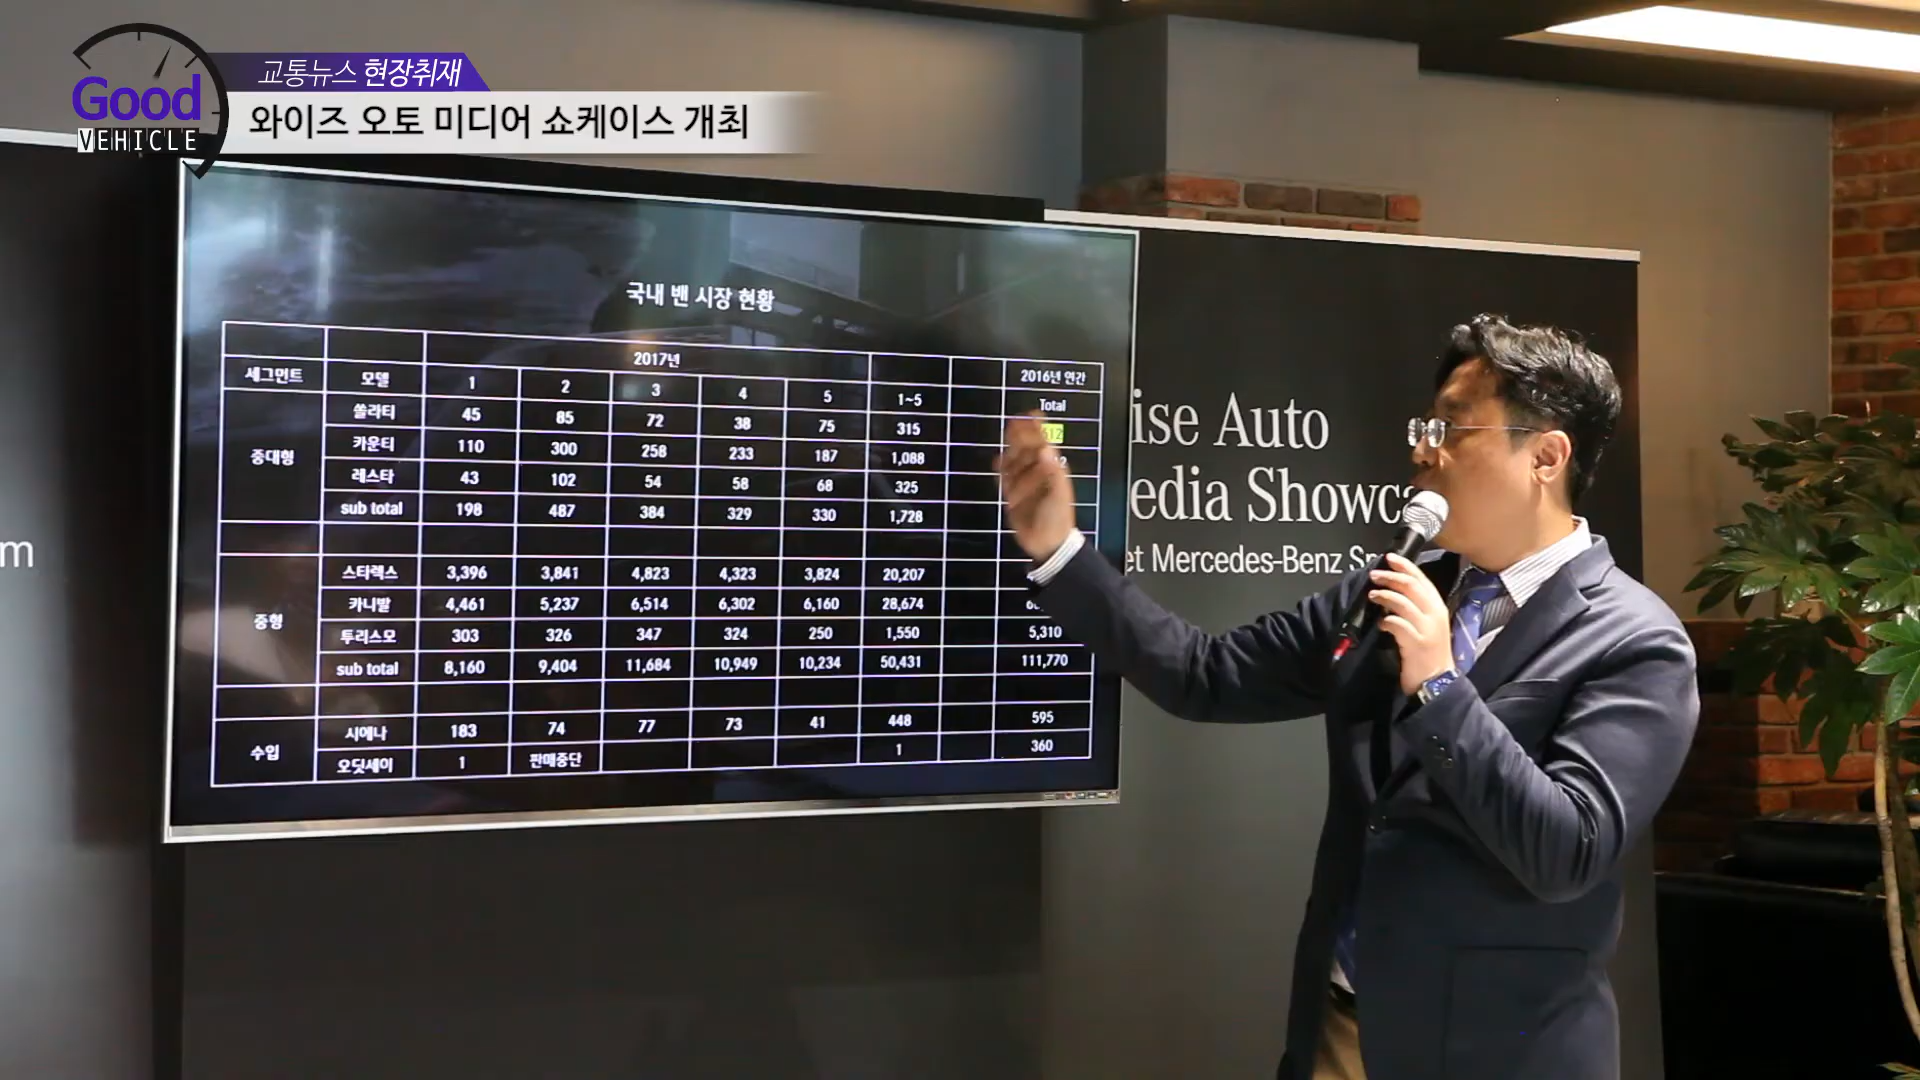 Good
VEHICLE
교통뉴스 현장취재
와이즈 오토 미디어 쇼케이스 개최
국내 밴 시장 현황
2017년
2016년 연간
세그먼트 모델 1 2 3 4 5 1~5 Total
중대형
쏠라티 45 85 72 38 75 315
카운티 110 300 258 233 187 1,088
레스타 43 102 54 58 68 325
sub total 198 487 384 329 330 1,728
중형
스타렉스 3,396 3,841 4,823 4,323 3,824 20,207
카니발 4,461 5,237 6,514 6,302 6,160 28,674
투리스모 303 326 347 324 250 1,550 5,310
sub total 8,160 9,404 11,684 10,949 10,234 50,431 111,770
수입
시에나 183 74 77 73 41 448 595
오딧세이 1 판매중단 1 360
ise Auto
edia Showc
et Mercedes-Benz Sp
m